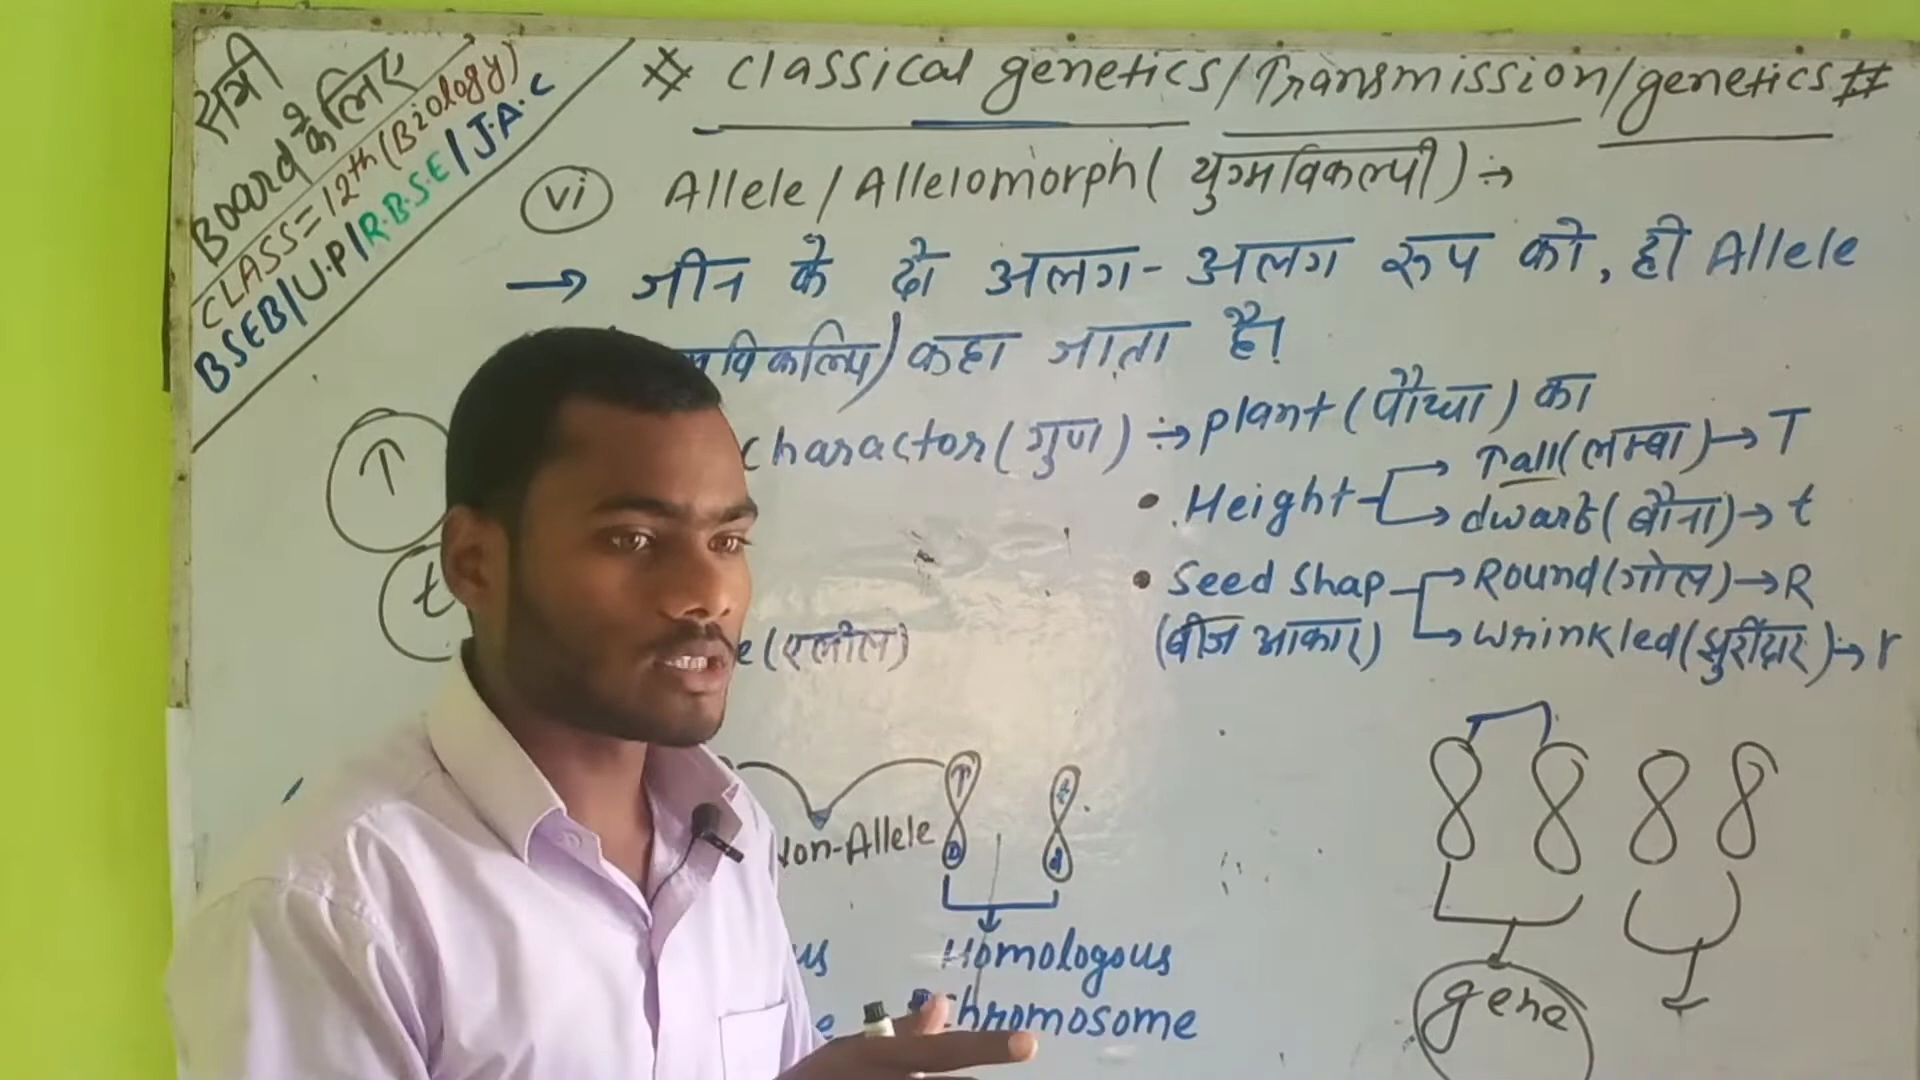 सभी
Board के लिए
CLASS=12th (Biology)
BSEB/U.P/R.B.S.E/J.A.C
# Classical genetics/Transmission/genetics #
(vi) Allele/Allelomorph(युग्मविकल्पी) :→
→ जीन के दो अलग-अलग रूप को, ही Allele
विकल्पि) कहा जाता है।
charactor(गुण) :→ plant(पौधा) का
• Height → Tall(लम्बा) → T
→ dwarf(बौना) → t
T
t
• Seed Shap → Round(गोल) → R
(बीज आकार) → wrinkled(झुर्रीदार) → r
(एलील)
T t
Non-Allele
D d
Homologous
Chromosome
gene